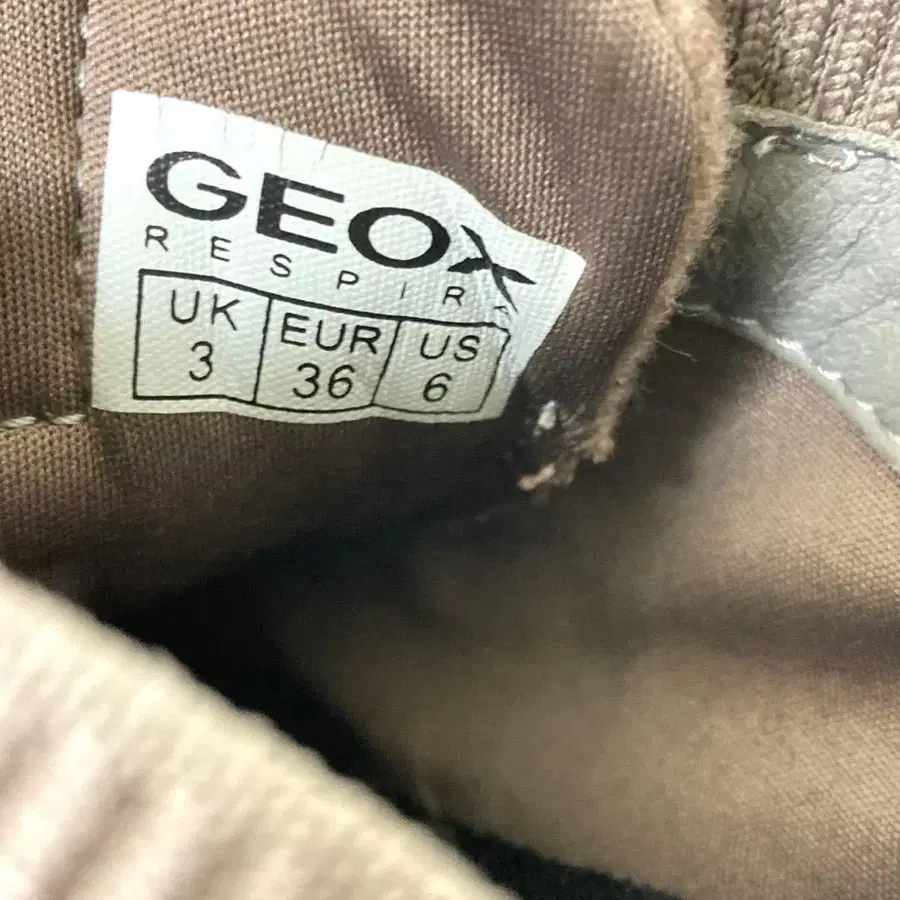 GEOX
RESPIRA
UK EUR US
3 36 6